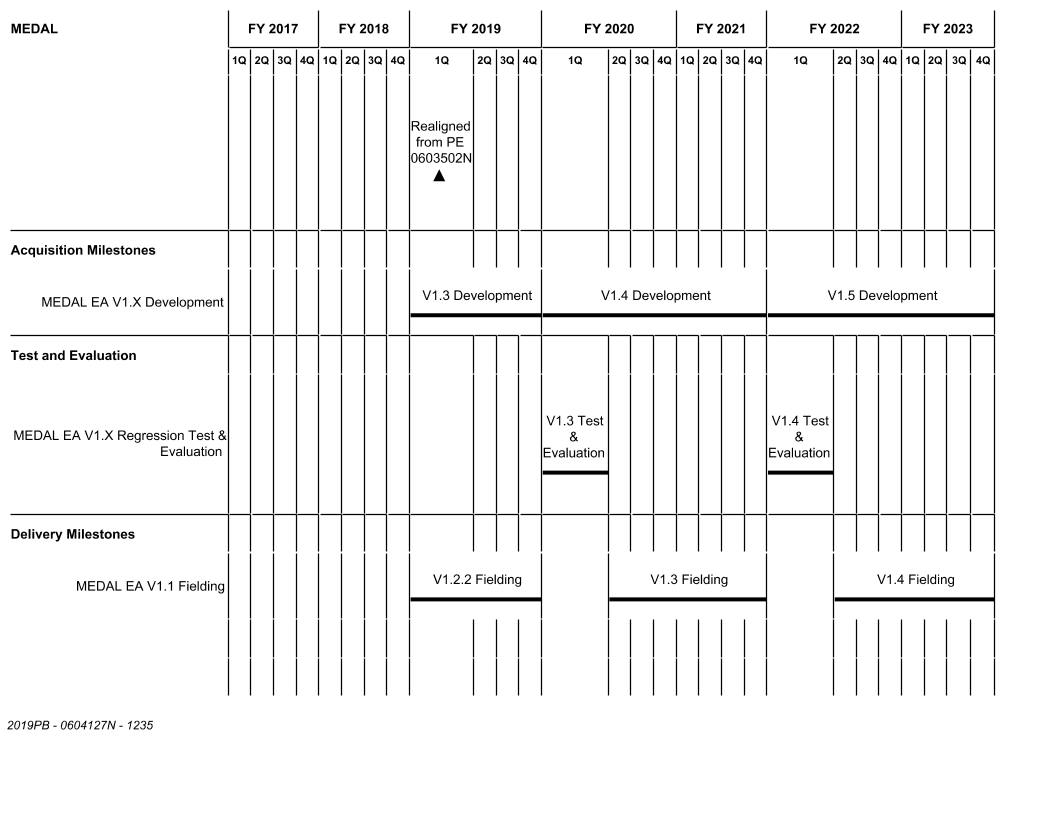 MEDAL FY 2017 FY 2018 FY 2019 FY 2020 FY 2021 FY 2022 FY 2023
1Q 2Q 3Q 4Q 1Q 2Q 3Q 4Q 1Q 2Q 3Q 4Q 1Q 2Q 3Q 4Q 1Q 2Q 3Q 4Q 1Q 2Q 3Q 4Q 1Q 2Q 3Q 4Q
Realigned
from PE
0603502N
Acquisition Milestones
MEDAL EA V1.X Development
V1.3 Development V1.4 Development V1.5 Development
Test and Evaluation
MEDAL EA V1.X Regression Test &
Evaluation
V1.3 Test
&
Evaluation
V1.4 Test
&
Evaluation
Delivery Milestones
MEDAL EA V1.1 Fielding
V1.2.2 Fielding V1.3 Fielding V1.4 Fielding
2019PB - 0604127N - 1235